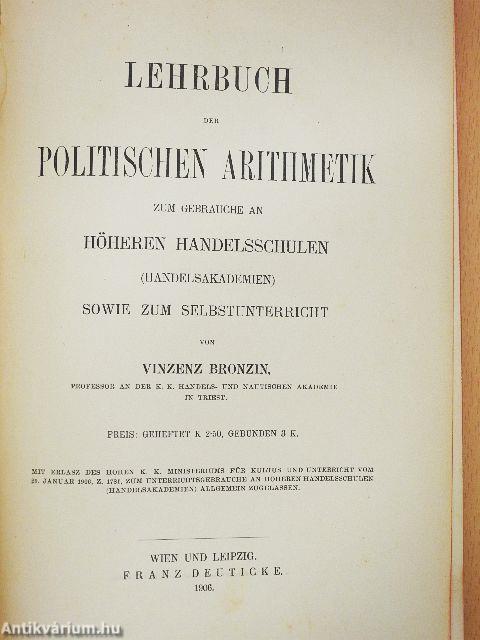 LEHRBUCH
DER
POLITISCHEN ARITHMETIK
ZUM GEBRAUCHE AN
HÖHEREN HANDELSSCHULEN
(HANDELSAKADEMIEN)
SOWIE ZUM SELBSTUNTERRICHT
VON
VINZENZ BRONZIN,
PROFESSOR AN DER K. K. HANDELS- UND NAUTISCHEN AKADEMIE
IN TRIEST.
PREIS: GEHEFTET K 2·50, GEBUNDEN 3 K.
MIT ERLASZ DES HOHEN K. K. MINISTERIUMS FÜR KULTUS UND UNTERRICHT VOM
JANUAR 1906, Z. ZUM UNTERRICHTSGEBRAUCHE AN HÖHEREN HANDELSSCHULEN
(HANDELSAKADEMIEN) ALLGEMEIN ZUGELASSEN.
WIEN UND LEIPZIG.
FRANZ DEUTICKE.
1906.
Antikvárium.hu